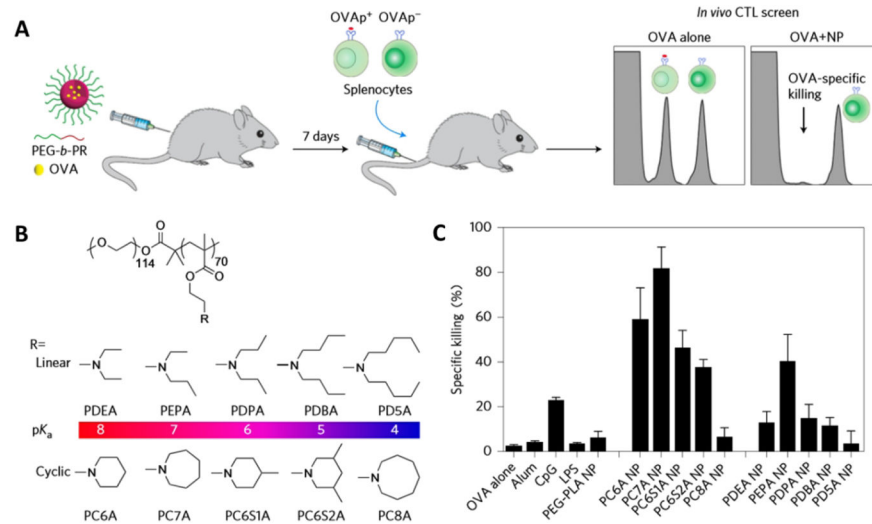 A
OVAp⁺ OVAp⁻
Splenocytes
PEG-b-PR
OVA
7 days
In vivo CTL screen
OVA alone
OVA+NP
OVA-specific
killing
B
O
O
114
O
70
O
O
R
R=
Linear
N
N
N
N
N
PDEA PEPA PDPA PDBA PD5A
pKa 8 7 6 5 4
Cyclic
N
N
N
N
N
PC6A PC7A PC6S1A PC6S2A PC8A
C
Specific killing (%)
100
80
60
40
20
0
OVA alone
Alum
CpG
LPS
PEG-PLA NP
PC6A NP
PC7A NP
PC6S1A NP
PC6S2A NP
PC8A NP
PDEA NP
PEPA NP
PDPA NP
PDBA NP
PD5A NP